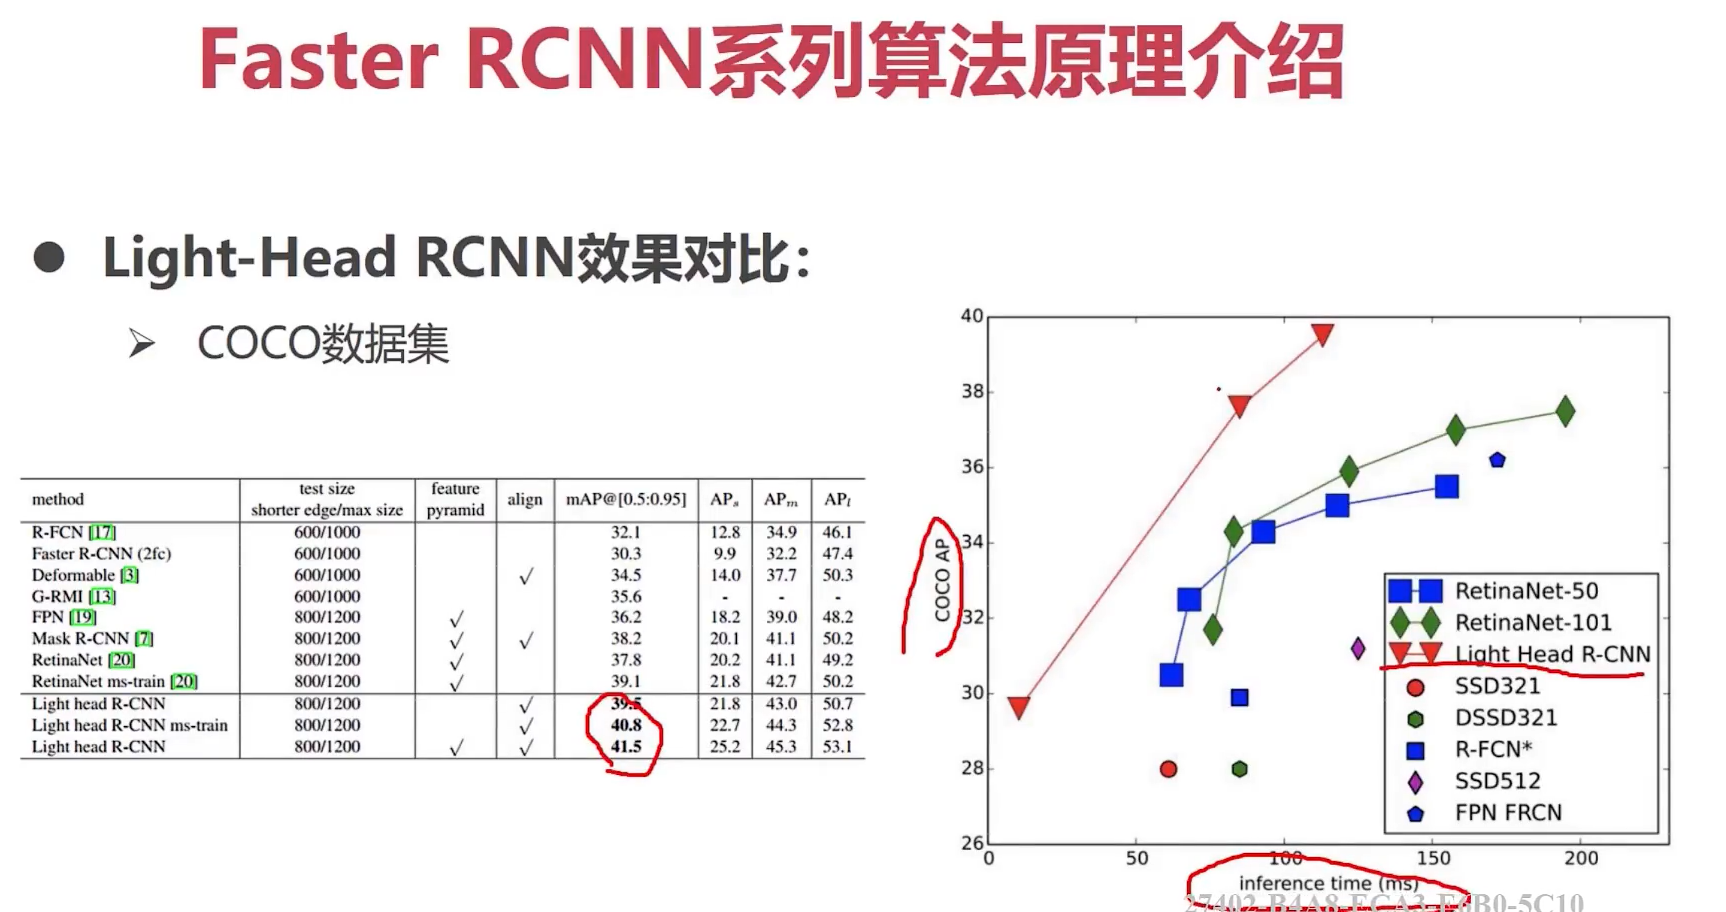 Faster RCNN系列算法原理介绍
● Light-Head RCNN效果对比：
➢ COCO数据集
method test size shorter edge/max size feature pyramid align mAP@[0.5:0.95] APs APm APl
R-FCN [17] 600/1000 32.1 12.8 34.9 46.1
Faster R-CNN (2fc) 600/1000 30.3 9.9 32.2 47.4
Deformable [3] 600/1000 ✓ 34.5 14.0 37.7 50.3
G-RMI [13] 600/1000 35.6 - - -
FPN [19] 800/1200 ✓ 36.2 18.2 39.0 48.2
Mask R-CNN [7] 800/1200 ✓ ✓ 38.2 20.1 41.1 50.2
RetinaNet [20] 800/1200 ✓ 37.8 20.2 41.1 49.2
RetinaNet ms-train [20] 800/1200 ✓ 39.1 21.8 42.7 50.2
Light head R-CNN 800/1200 ✓ 39.5 21.8 43.0 50.7
Light head R-CNN ms-train 800/1200 ✓ 40.8 22.7 44.3 52.8
Light head R-CNN 800/1200 ✓ ✓ 41.5 25.2 45.3 53.1
40
38
36
34
32
30
28
26
COCO AP
0 50 100 150 200
inference time (ms)
RetinaNet-50
RetinaNet-101
Light Head R-CNN
SSD321
DSSD321
R-FCN*
SSD512
FPN FRCN